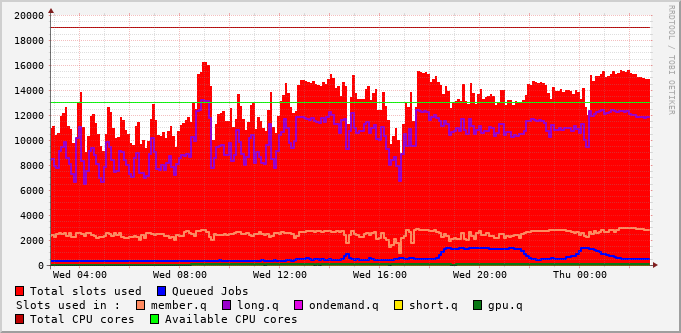 20000
18000
16000
14000
12000
10000
8000
6000
4000
2000
0
Wed 04:00 Wed 08:00 Wed 12:00 Wed 16:00 Wed 20:00 Thu 00:00
Total slots used Queued Jobs
Slots used in : member.q long.q ondemand.q short.q gpu.q
Total CPU cores Available CPU cores
RRDTOOL / TOBI OETIKER